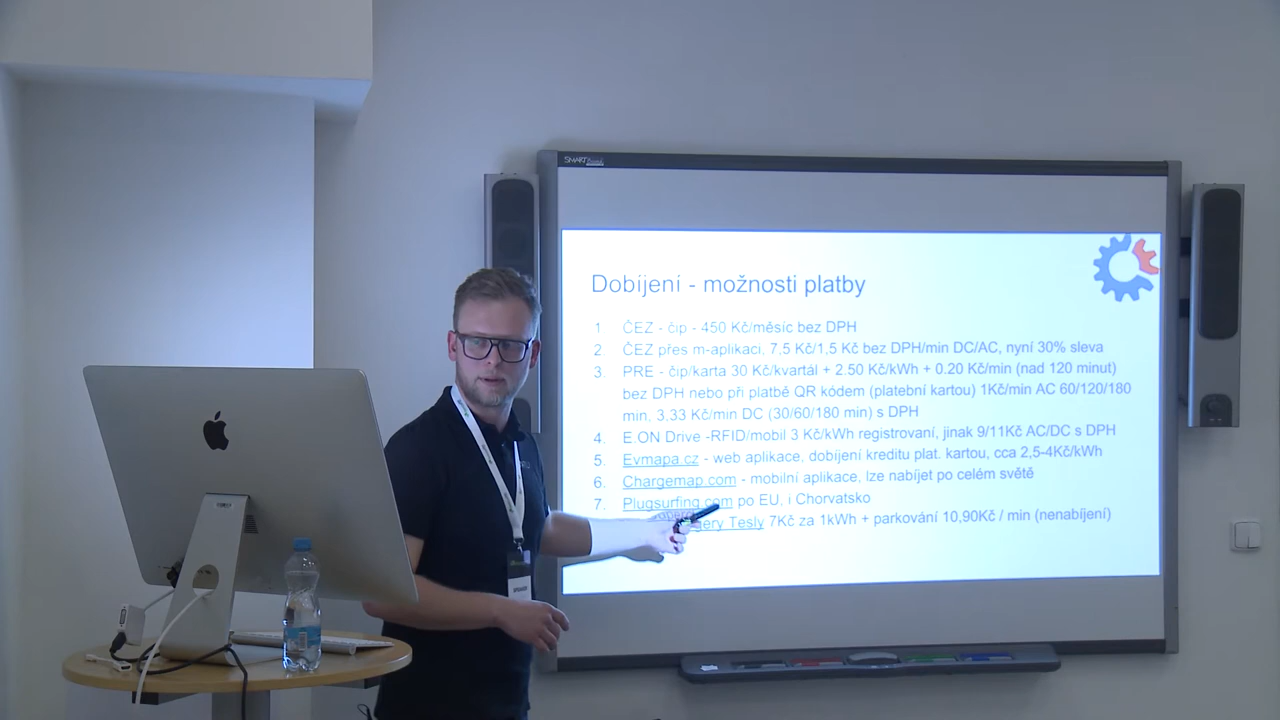 SMART Board
Dobíjení - možnosti platby
1 ČEZ - čip - 450 Kč/měsíc bez DPH
2. ČEZ přes m-aplikaci, 7,5 Kč/1,5 Kč bez DPH/min DC/AC, nyní 30% sleva
3. PRE - čip/karta 30 Kč/kvartál + 2.50 Kč/kWh + 0.20 Kč/min (nad 120 minut)
bez DPH nebo při platbě QR kódem (platební kartou) 1Kč/min AC 60/120/180
min, 3.33 Kč/min DC (30/60/180 min) s DPH
4. E.ON Drive -RFID/mobil 3 Kč/kWh registrovaní, jinak 9/11Kč AC/DC s DPH
5. Evmapa.cz - web aplikace, dobíjení kreditu plat. kartou, cca 2,5-4Kč/kWh
6. Chargemap.com - mobilní aplikace, lze nabíjet po celém světě
7. Plugsurfing.com po EU, i Chorvatsko
Tesly 7Kč za 1kWh + parkování 10,90Kč / min (nenabíjení)